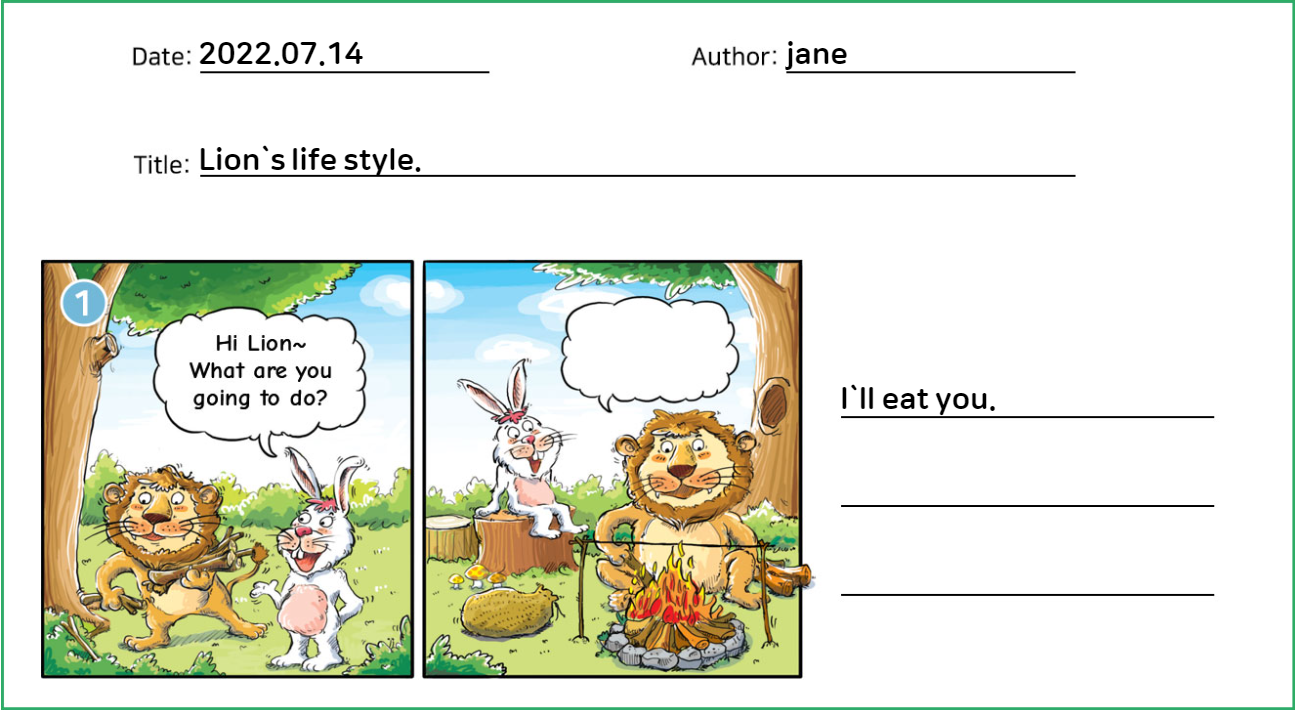 Date: 2022.07.14
Author: jane
Title: Lion`s life style.
1
Hi Lion~
What are you
going to do?
I`ll eat you.